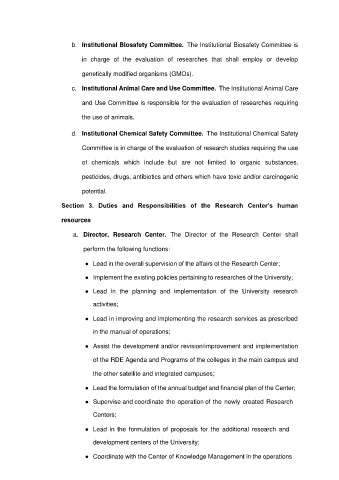 b. Institutional Biosafety Committee. The Institutional Biosafety Committee is
in charge of the evaluation of researches that shall employ or develop
genetically modified organisms (GMOs).
c. Institutional Animal Care and Use Committee. The Institutional Animal Care
and Use Committee is responsible for the evaluation of researches requiring
the use of animals.
d. Institutional Chemical Safety Committee. The Institutional Chemical Safety
Committee is in charge of the evaluation of research studies requiring the use
of chemicals which include but are not limited to organic substances,
pesticides, drugs, antibiotics and others which have toxic and/or carcinogenic
potential.
Section 3. Duties and Responsibilities of the Research Center's human
resources
a. Director, Research Center. The Director of the Research Center shall
perform the following functions:
● Lead in the overall supervision of the affairs of the Research Center;
● Implement the existing policies pertaining to researches of the University;
● Lead in the planning and implementation of the University research
activities;
● Lead in improving and implementing the research services as prescribed
in the manual of operations;
● Assist the development and/or revision/improvement and implementation
of the RDE Agenda and Programs of the colleges in the main campus and
the other satellite and integrated campuses;
● Lead the formulation of the annual budget and financial plan of the Center;
● Supervise and coordinate the operation of the newly created Research
Centers;
● Lead in the formulation of proposals for the additional research and
development centers of the University;
● Coordinate with the Center of Knowledge Management in the operations